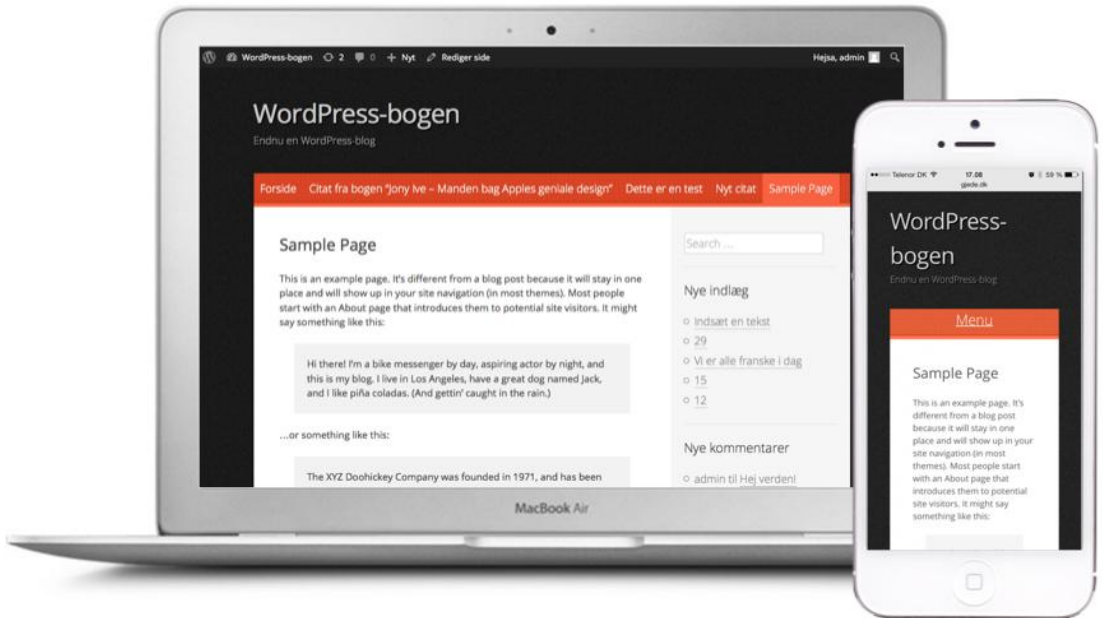 WordPress-bogen 2 0 + Nyt Rediger side Hejsa, admin
WordPress-bogen
Endnu en WordPress-blog
Forside Citat fra bogen "Jony Ive – Manden bag Apples geniale design" Dette er en test Nyt citat Sample Page
Sample Page
This is an example page. It's different from a blog post because it will stay in one
place and will show up in your site navigation (in most themes). Most people
start with an About page that introduces them to potential site visitors. It might
say something like this:
Hi there! I'm a bike messenger by day, aspiring actor by night, and
this is my blog. I live in Los Angeles, have a great dog named Jack,
and I like piña coladas. (And gettin' caught in the rain.)
...or something like this:
The XYZ Doohickey Company was founded in 1971, and has been
Search ...
Nye indlæg
Indsæt en tekst
29
Vi er alle franske i dag
15
12
Nye kommentarer
admin til Hej verden!
MacBook Air
Telenor DK 17.08 59 %
gjede.dk
WordPress-
bogen
Endnu en WordPress-blog
Menu
Sample Page
This is an example page. It's
different from a blog post
because it will stay in one
place and will show up in your
site navigation (in most
themes). Most people start
with an About page that
introduces them to potential
site visitors. It might say
something like this: